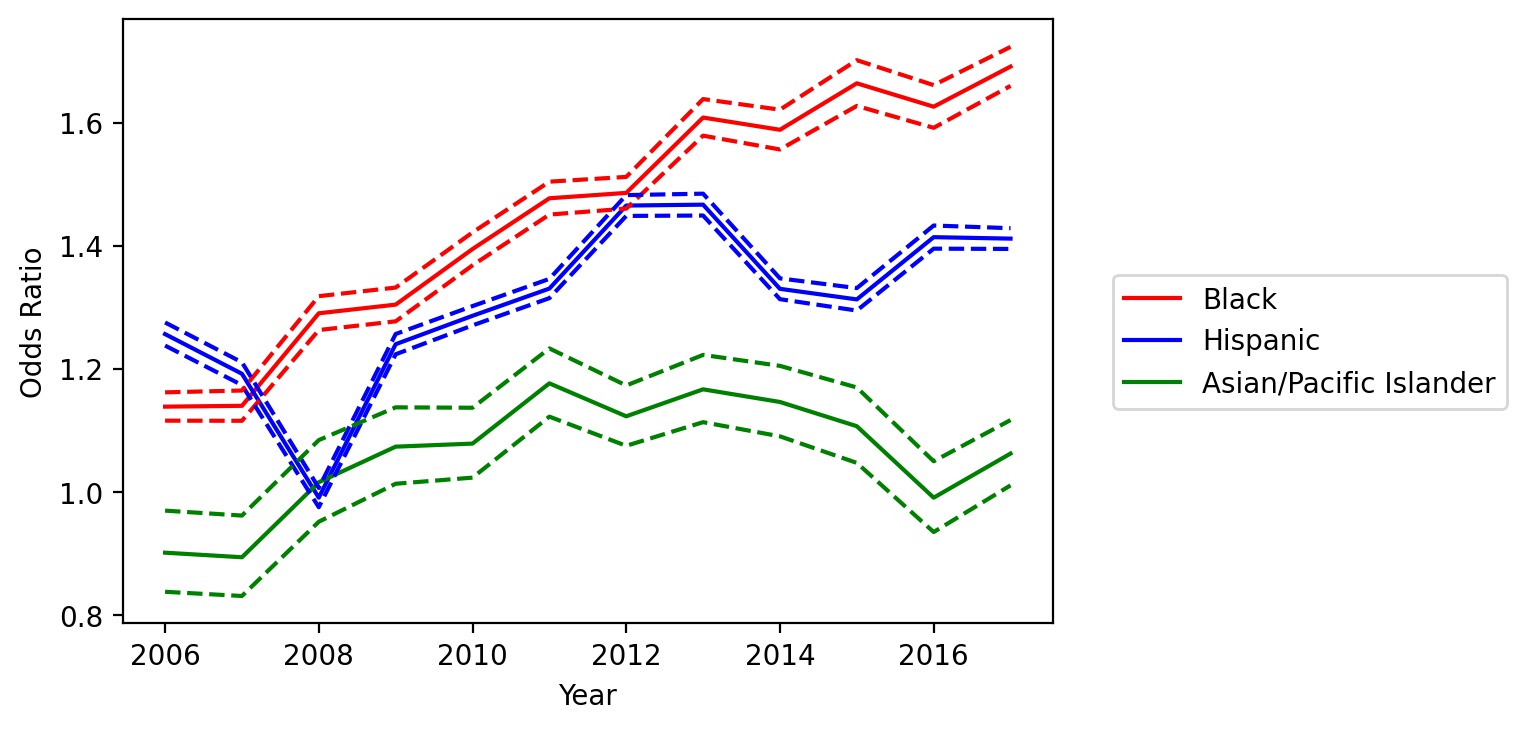 Odds Ratio
1.6
1.4
1.2
1.0
0.8
2006 2008 2010 2012 2014 2016
Year
Black
Hispanic
Asian/Pacific Islander